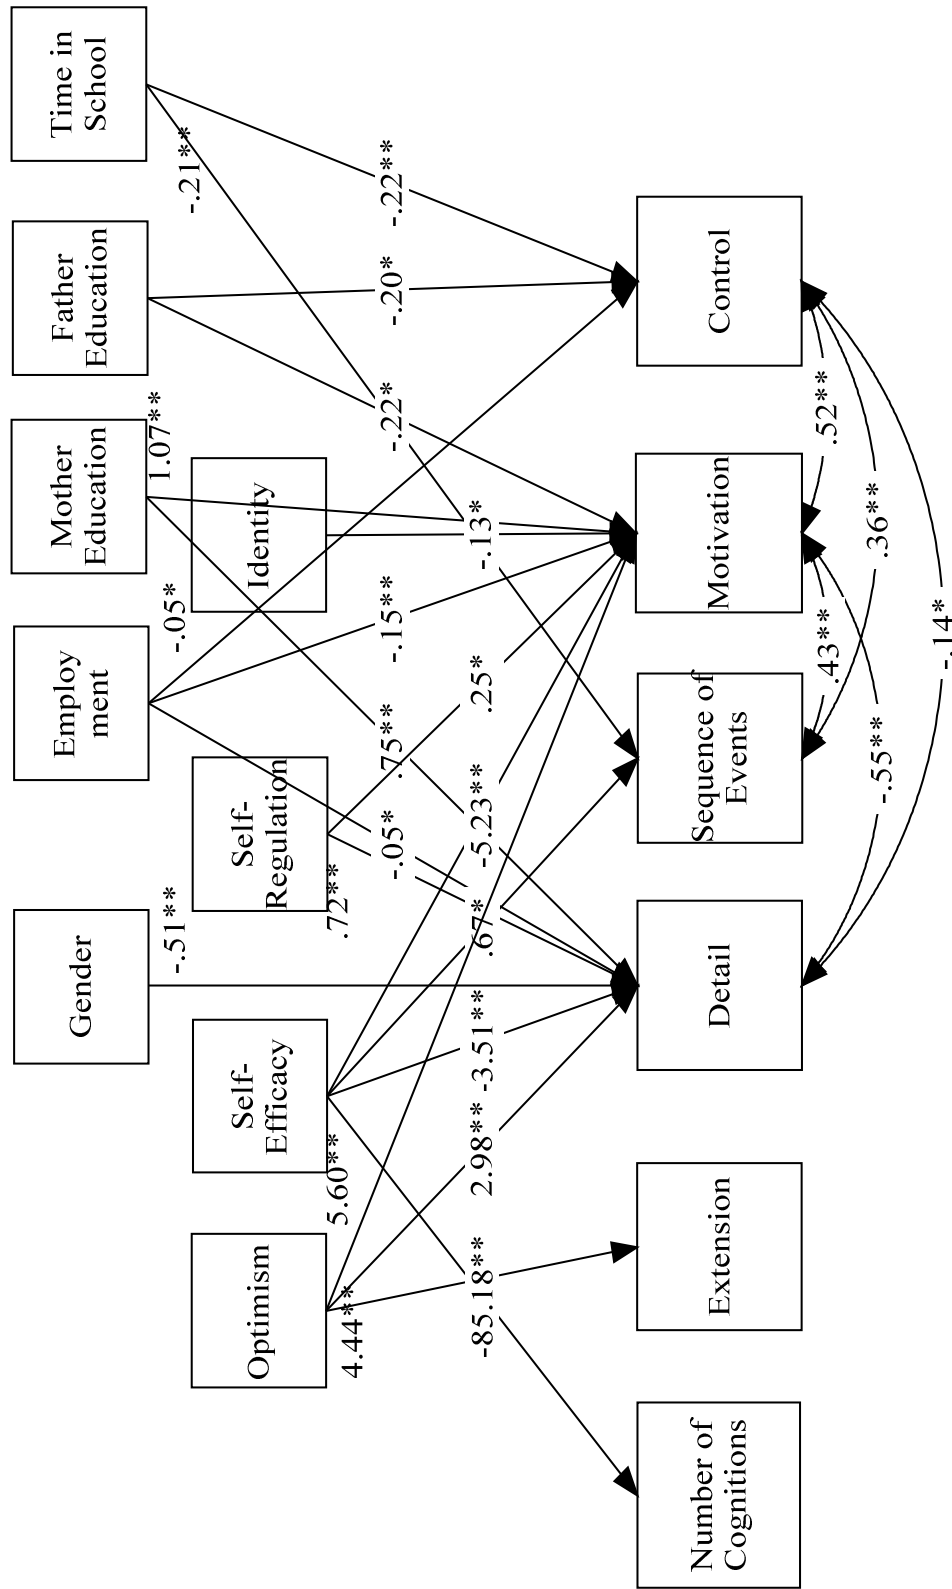 Gender
Employ
ment
Mother
Education
Father
Education
Time in
School
-.51**
-.05*
1.07**
-.21**
Optimism
Self-
Efficacy
Self-
Regulation
Identity
4.44**
5.60**
.72**
-.05*
.75**
-.15**
-.22*
-.20*
-.22**
-85.18**
2.98**
-3.51**
.67*
-5.23**
.25*
-.13*
Number of
Cognitions
Extension
Detail
Sequence of
Events
Motivation
Control
.43**
.52**
-.55**
.36**
-.14*